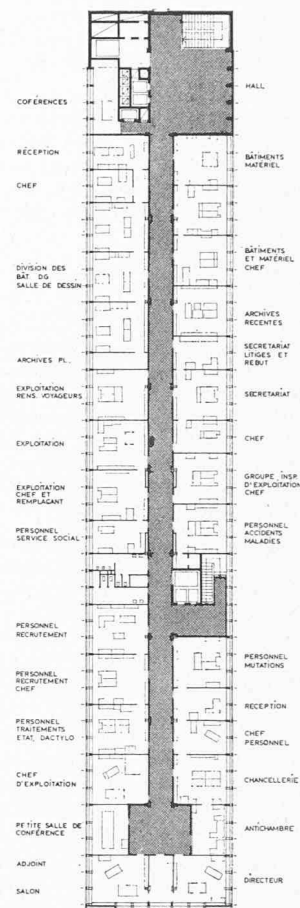 COFÉRENCES
RÉCEPTION
CHEF
DIVISION DES
BÂT DG
SALLE DE DESSIN
ARCHIVES PL.
EXPLOITATION
RENS. VOYAGEURS
EXPLOITATION
EXPLOITATION
CHEF ET
REMPLAÇANT
PERSONNEL
SERVICE SOCIAL
PERSONNEL
RECRUTEMENT
PERSONNEL
RECRUTEMENT
CHEF
PERSONNEL
TRAITEMENTS
ETAT, DACTYLO
CHEF
D'EXPLOITATION
PETITE SALLE DE
CONFÉRENCE
ADJOINT
SALON
HALL
BÂTIMENTS
MATÉRIEL
BÂTIMENTS
ET MATÉRIEL
CHEF
ARCHIVES
RECENTES
SECRETARIAT
LITIGES ET
REBUT
SECRETARIAT
CHEF
GROUPE INSP.
D'EXPLOITATION
CHEF
PERSONNEL
ACCIDENTS
MALADIES
PERSONNEL
MUTATIONS
RECEPTION
CHEF
PERSONNEL
CHANCELLERIE
ANTICHAMBRE
DIRECTEUR